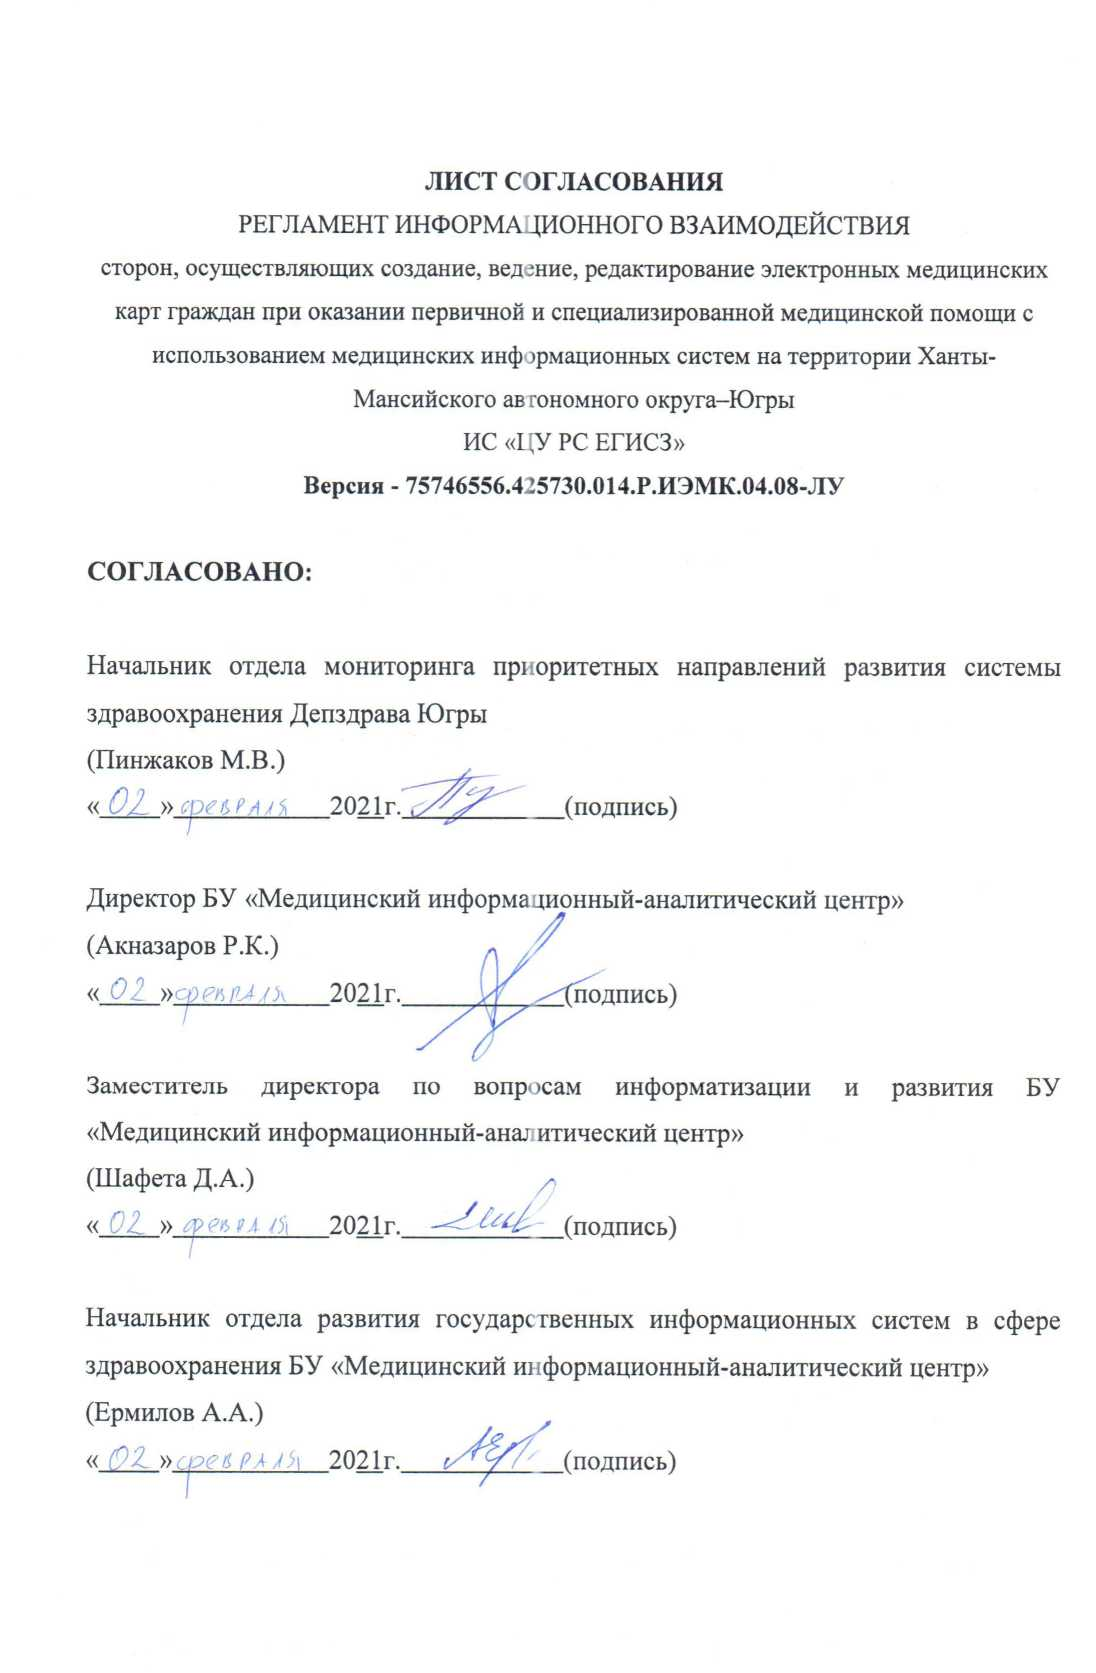 ЛИСТ СОГЛАСОВАНИЯ
РЕГЛАМЕНТ ИНФОРМАЦИОННОГО ВЗАИМОДЕЙСТВИЯ
сторон, осуществляющих создание, ведение, редактирование электронных медицинских
карт граждан при оказании первичной и специализированной медицинской помощи с
использованием медицинских информационных систем на территории Ханты-
Мансийского автономного округа–Югры
ИС «ЦУ РС ЕГИСЗ»
Версия - 75746556.425730.014.Р.ИЭМК.04.08-ЛУ
СОГЛАСОВАНО:
Начальник отдела мониторинга приоритетных направлений развития системы
здравоохранения Депздрава Югры
(Пинжаков М.В.)
«02» февраля 2021г. (подпись)
Директор БУ «Медицинский информационный-аналитический центр»
(Акназаров Р.К.)
«02» февраля 2021г. (подпись)
Заместитель директора по вопросам информатизации и развития БУ
«Медицинский информационный-аналитический центр»
(Шафета Д.А.)
«02» февраля 2021г. (подпись)
Начальник отдела развития государственных информационных систем в сфере
здравоохранения БУ «Медицинский информационный-аналитический центр»
(Ермилов А.А.)
«02» февраля 2021г. (подпись)